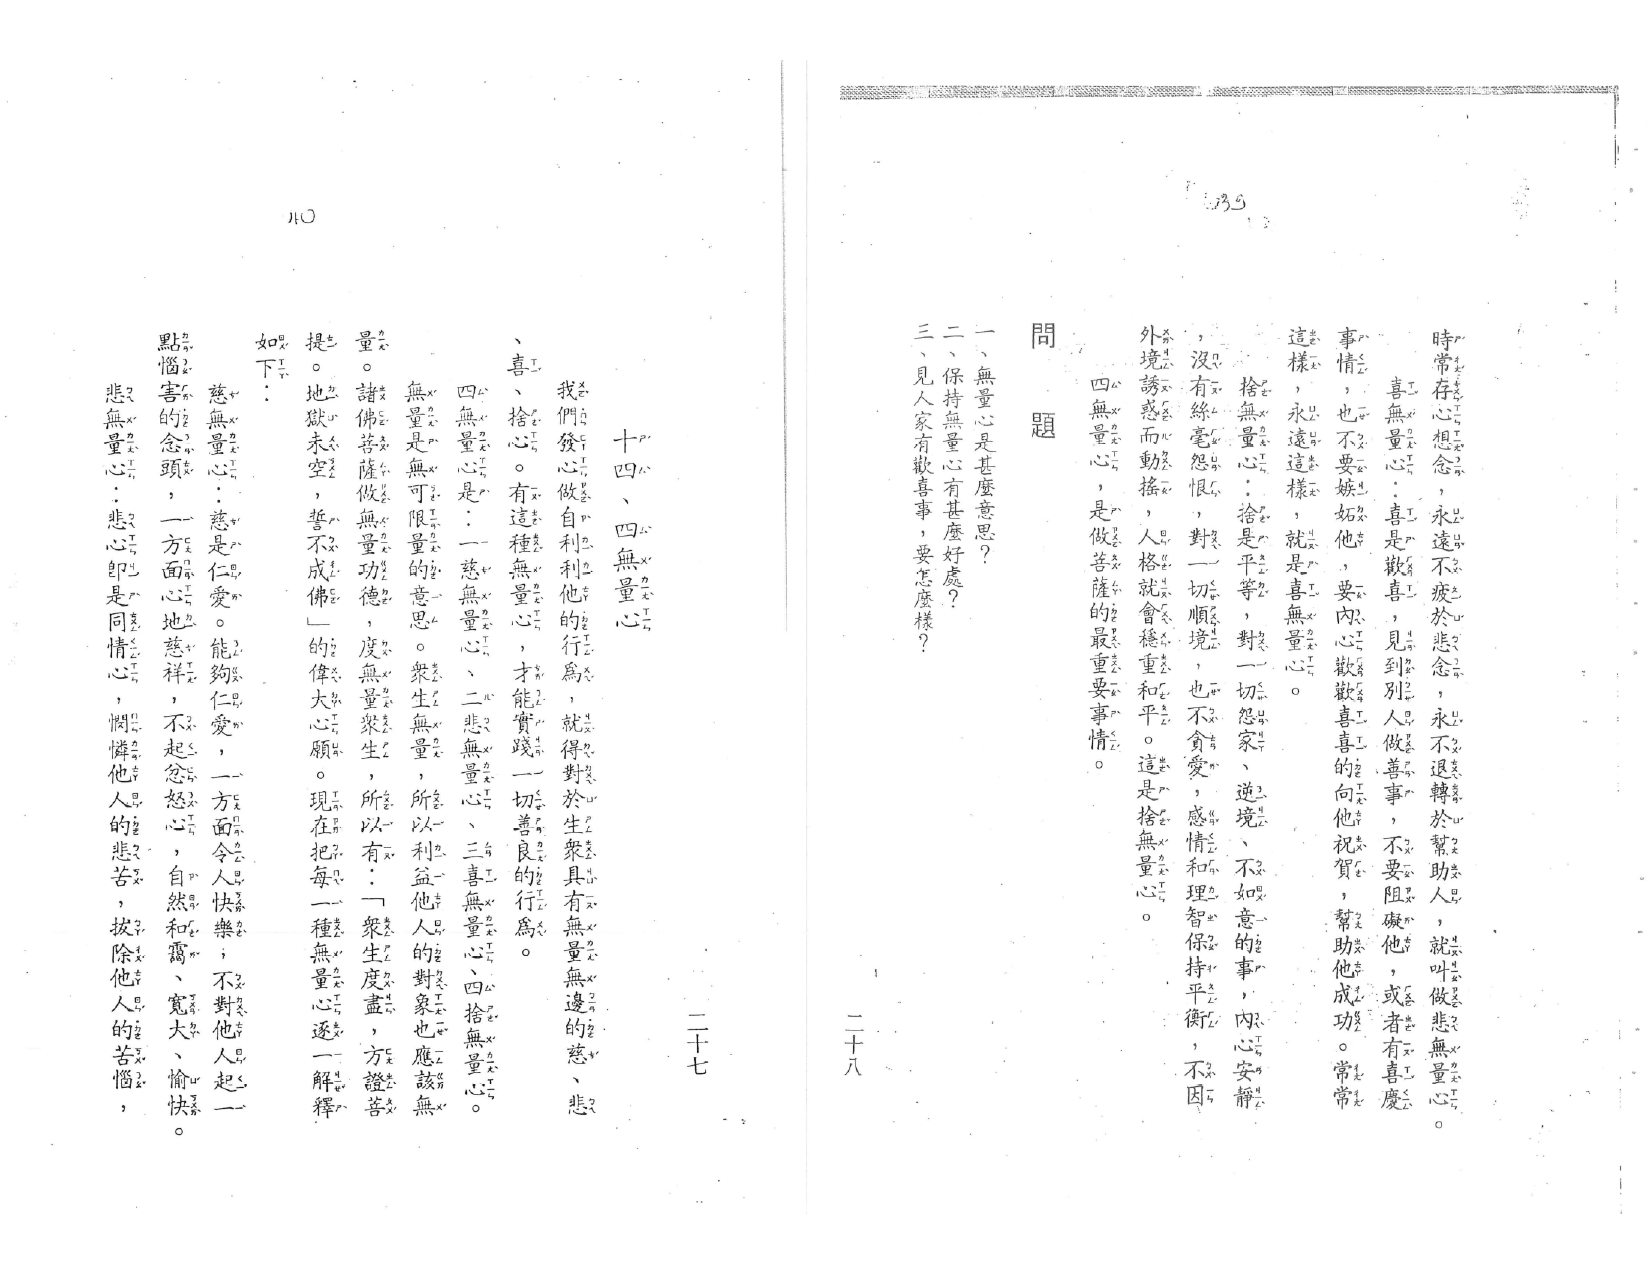 40
二十七
十四、四無量心
我們發心做自利利他的行為，就得對於生衆具有無量無邊的慈、悲
、喜、捨心。有這種無量心，才能實踐一切善良的行為。
四無量心是：一慈無量心、二悲無量心、三喜無量心、四捨無量心。
無量是無可限量的意思。衆生無量，所以利益他人的對象也應該無
量。諸佛菩薩做無量功德，度無量衆生，所以有：「衆生度盡，方證菩
提。地獄未空，誓不成佛」的偉大心願。現在把每一種無量心逐一解釋
如下：
慈無量心：慈是仁愛。能夠仁愛，一方面令人快樂；不對他人起一
點惱害的念頭，一方面心地慈祥，不起忿怒心，自然和靄、寬大、愉快。
悲無量心：悲心卽是同情心，憫憐他人的悲苦，拔除他人的苦惱，
39
時常存心想念，永遠不疲於悲念，永不退轉於幫助人，就叫做悲無量心。
喜無量心：喜是歡喜，見到別人做善事，不要阻礙他，或者有喜慶
事情，也不要嫉妬他，要內心歡歡喜喜的向他祝賀，幫助他成功。常常
這樣，永遠這樣，就是喜無量心。
捨無量心：捨是平等，對一切怨家、逆境、不如意的事，內心安靜
，沒有絲毫怨恨，對一切順境，也不貪愛，感情和理智保持平衡，不因
外境誘惑而動搖，人格就會穩重和平。這是捨無量心。
四無量心，是做菩薩的最重要事情。
問　題
一、無量心是甚麼意思？
二、保持無量心有甚麼好處？
三、見人家有歡喜事，要怎麼樣？
二十八